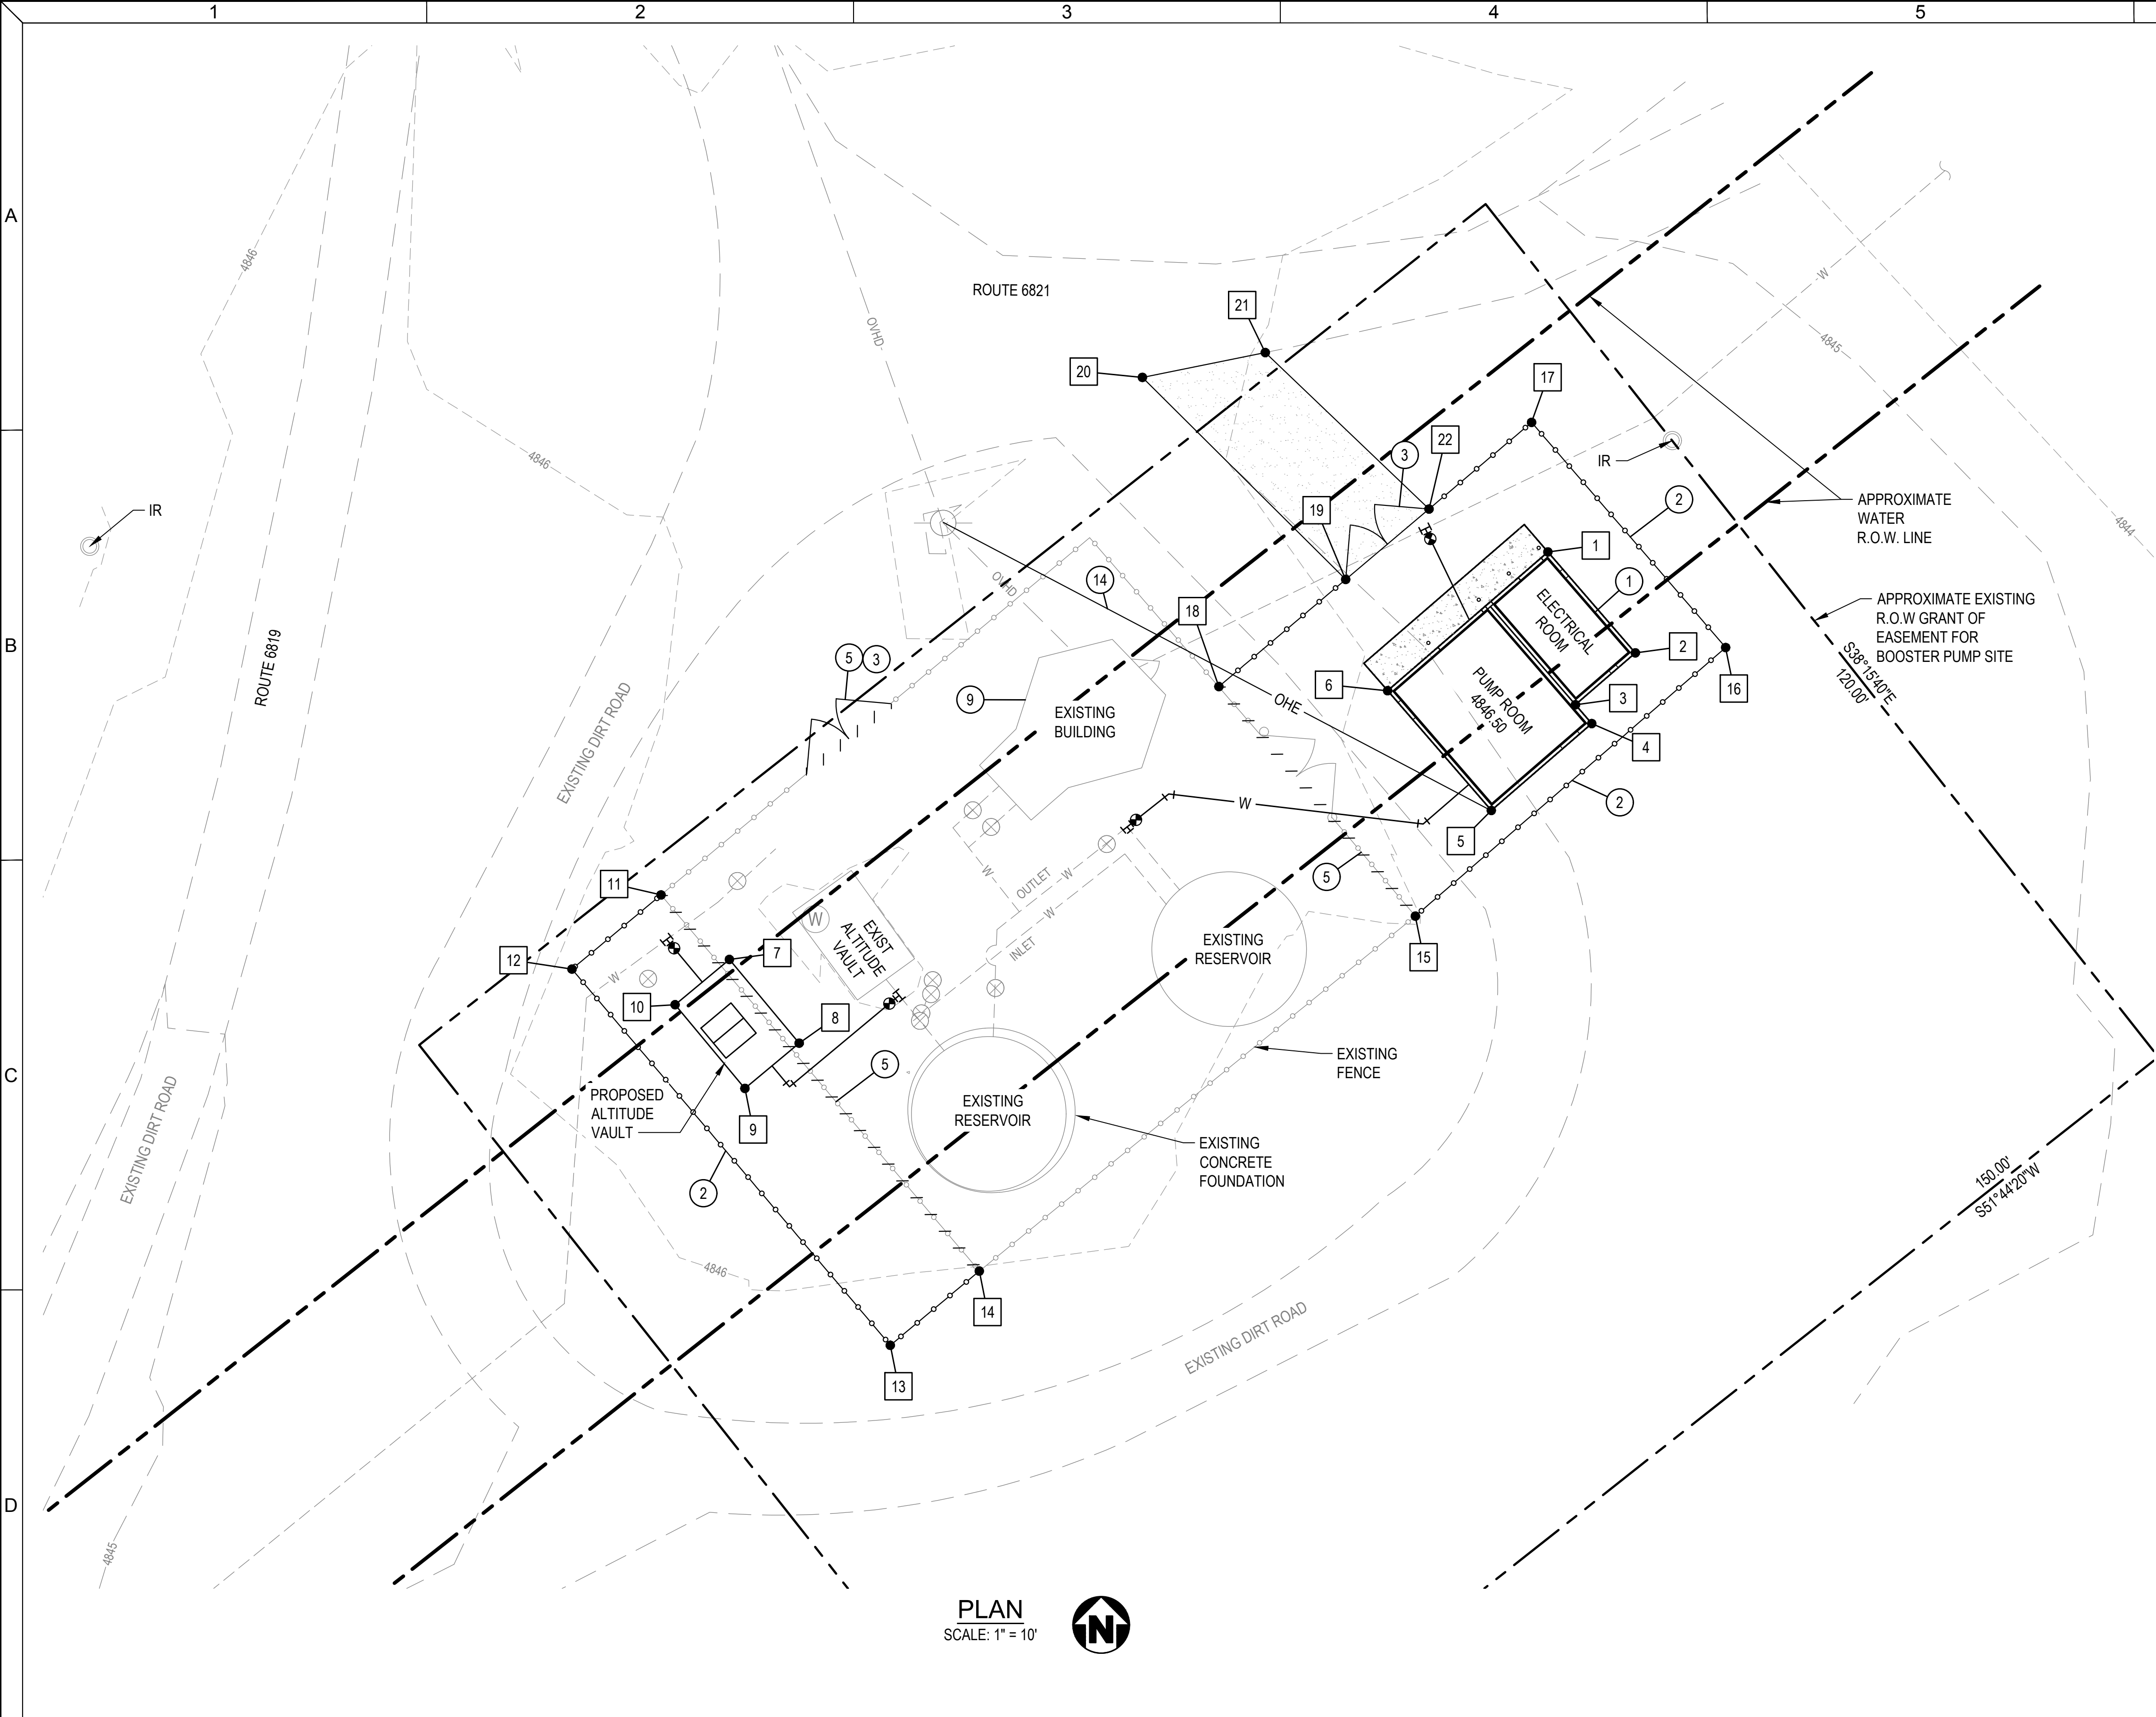 1
2
3
4
5
A
B
C
D
ROUTE 6821
ROUTE 6819
4846
4846
OVHD
OVHD
W
4845
4844
21
20
17
22
3
19
IR
IR
2
APPROXIMATE
WATER
R.O.W. LINE
1
14
1
18
ELECTRICAL
ROOM
APPROXIMATE EXISTING
R.O.W GRANT OF
EASEMENT FOR
BOOSTER PUMP SITE
S38°15'40"E
120.00'
2
5
3
6
16
9
EXISTING
BUILDING
OHE
PUMP ROOM
4846.50
3
4
EXISTING DIRT ROAD
W
2
5
5
W
OUTLET
W
W
INLET
11
EXIST
ALTITUDE
VAULT
W
EXISTING
RESERVOIR
15
12
7
W
10
8
5
EXISTING
FENCE
PROPOSED
ALTITUDE
VAULT
9
EXISTING
RESERVOIR
EXISTING
CONCRETE
FOUNDATION
EXISTING DIRT ROAD
2
150.00'
S51°44'20"W
4846
14
EXISTING DIRT ROAD
13
4845
PLAN
SCALE: 1" = 10'
N